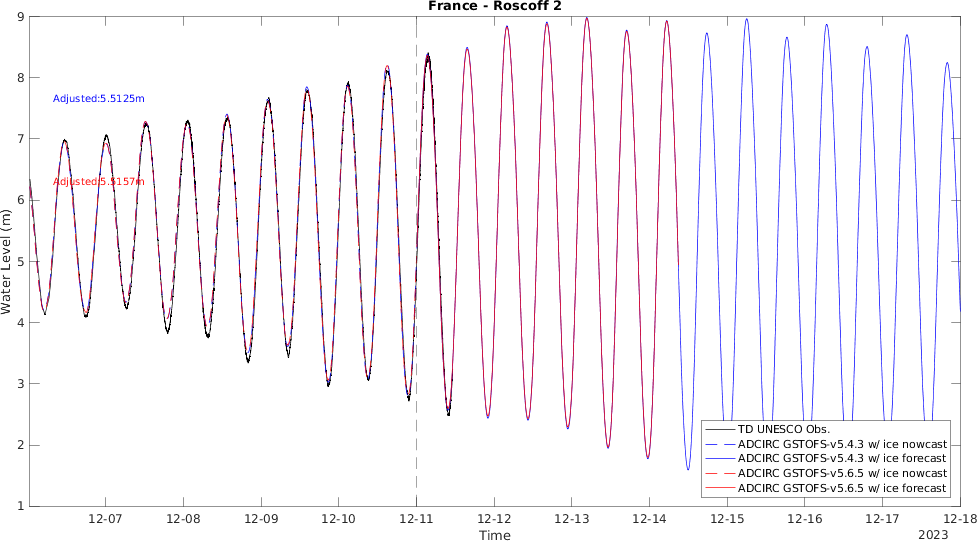 France - Roscoff 2
9
8
7
6
5
4
3
2
1
Water Level (m)
Adjusted:5.5125m
Adjusted:5.5157m
TD UNESCO Obs.
ADCIRC GSTOFS-v5.4.3 w/ ice nowcast
ADCIRC GSTOFS-v5.4.3 w/ ice forecast
ADCIRC GSTOFS-v5.6.5 w/ ice nowcast
ADCIRC GSTOFS-v5.6.5 w/ ice forecast
12-07 12-08 12-09 12-10 12-11 12-12 12-13 12-14 12-15 12-16 12-17 12-18
Time
2023